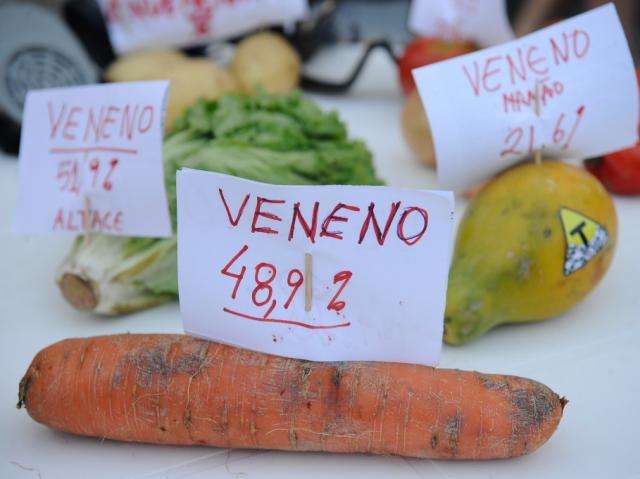 VENENO
51,9%
ALFACE
VENENO
MAMÃO
21,6%
VENENO
48,9%
T